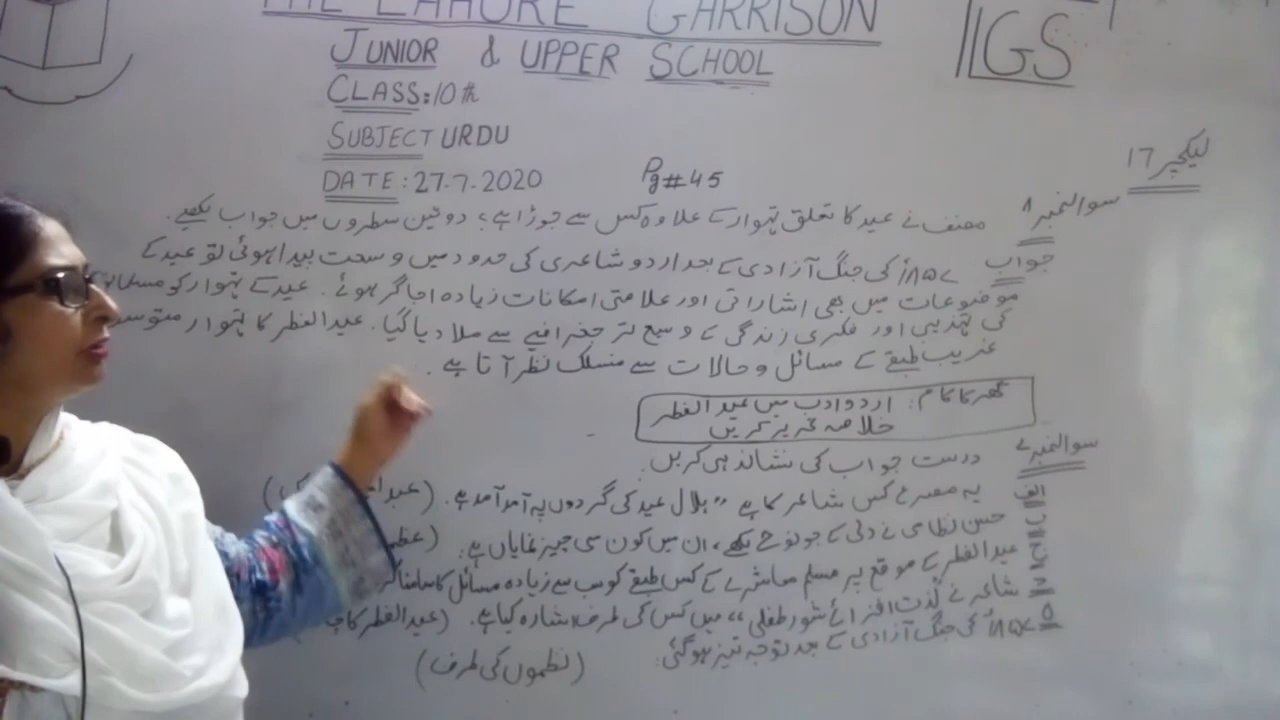 THE LAHORE GARRISON
JUNIOR & UPPER SCHOOL
LGS
CLASS: 10th
SUBJECT URDU
DATE: 27.7.2020 Pg#45
لیکچر 17
سوال نمبر ۸ مصنف نے عید کا تعلق تہوار کے علاوہ کس سے جوڑا ہے؟ دو تین سطروں میں جواب لکھیے۔
جواب ۱۸۵۷ء کی جنگ آزادی کے بعد اردو شاعری کی حدود میں وسعت پیدا ہوئی تو عید کے
موضوعات میں بھی اشاراتی اور علامتی امکانات زیادہ اجاگر ہوئے۔ عید کے تہوار کو
کی تہذیبی اور فکری زندگی کے وسیع تر جغرافیے سے ملا دیا گیا۔ عید الفطر کا تہوار
غریب طبقے کے مسائل و حالات سے منسلک نظر آتا ہے۔
گھر کا کام: اردو ادب میں عید الفطر
خلاصہ تحریر کریں
سوال نمبر ۷ درست جواب کی نشاندہی کریں۔
الف یہ مصرع کس شاعر کا ہے "ہلال عید کی گردوں پہ آمد آمد ہے۔
ب حسن نظامی نے دلی کے جو نوحے لکھے، ان میں کون سی چیز نمایاں ہے:
ج عید الفطر کے موقع پر مسلم معاشرے کے کس طبقے کو سب سے زیادہ مسائل کا سامنا
د شاعر نے لذت افزائے شور طفلی،، میں کس کی طرف اشارہ کیا ہے۔ (عید الفطر کا
ہ ۱۸۵۷ء کی جنگ آزادی کے بعد توجہ تیز ہو گئی: (نظموں کی طرف)